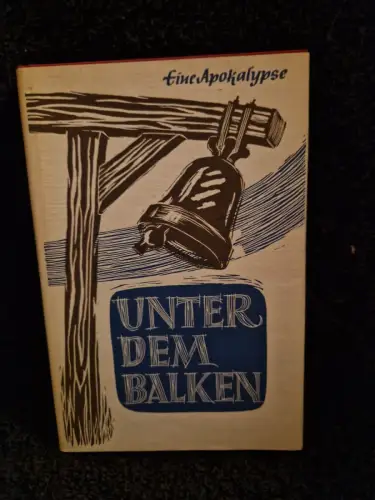 Eine Apokalypse
UNTER
DEM
BALKEN